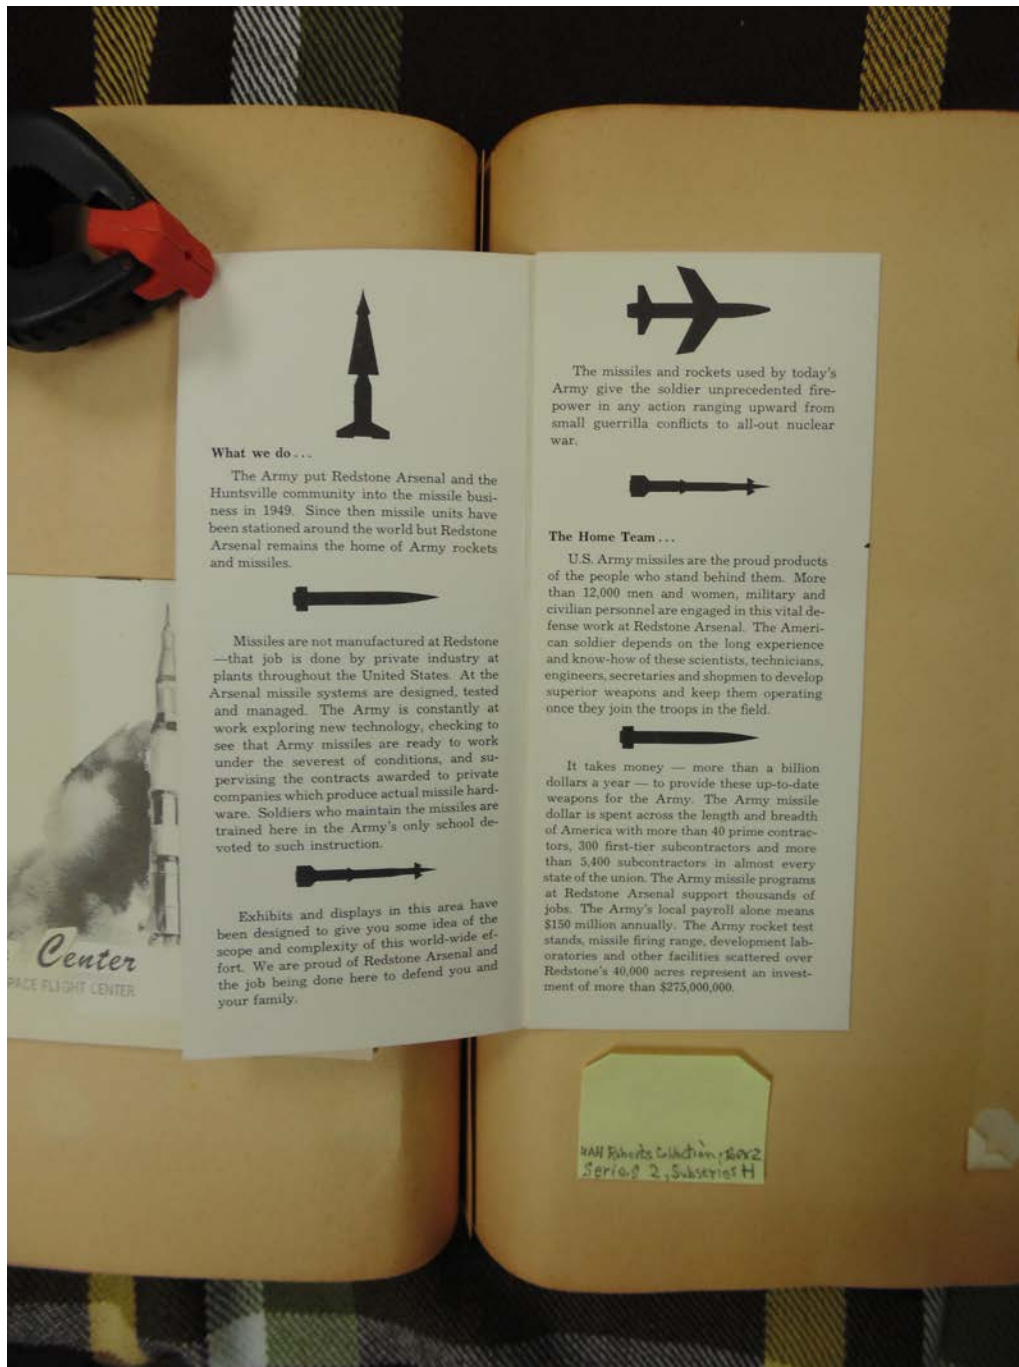 What we do . . .
The Army put Redstone Arsenal and the
Huntsville community into the missile busi-
ness in 1949. Since then missile units have
been stationed around the world but Redstone
Arsenal remains the home of Army rockets
and missiles.
Missiles are not manufactured at Redstone
—that job is done by private industry at
plants throughout the United States. At the
Arsenal missile systems are designed, tested
and managed. The Army is constantly at
work exploring new technology, checking to
see that Army missiles are ready to work
under the severest of conditions, and su-
pervising the contracts awarded to private
companies which produce actual missile hard-
ware. Soldiers who maintain the missiles are
trained here in the Army's only school de-
voted to such instruction.
Exhibits and displays in this area have
been designed to give you some idea of the
scope and complexity of this world-wide ef-
fort. We are proud of Redstone Arsenal and
the job being done here to defend you and
your family.
The missiles and rockets used by today's
Army give the soldier unprecedented fire-
power in any action ranging upward from
small guerrilla conflicts to all-out nuclear
war.
The Home Team . . .
U.S. Army missiles are the proud products
of the people who stand behind them. More
than 12,000 men and women, military and
civilian personnel are engaged in this vital de-
fense work at Redstone Arsenal. The Ameri-
can soldier depends on the long experience
and know-how of these scientists, technicians,
engineers, secretaries and shopmen to develop
superior weapons and keep them operating
once they join the troops in the field.
It takes money — more than a billion
dollars a year — to provide these up-to-date
weapons for the Army. The Army missile
dollar is spent across the length and breadth
of America with more than 40 prime contrac-
tors, 300 first-tier subcontractors and more
than 5,400 subcontractors in almost every
state of the union. The Army missile programs
at Redstone Arsenal support thousands of
jobs. The Army's local payroll alone means
$150 million annually. The Army rocket test
stands, missile firing range, development lab-
oratories and other facilities scattered over
Redstone's 40,000 acres represent an invest-
ment of more than $275,000,000.
Center
FLIGHT CENTER
Roberts Collection, Box 2
Series 2, Subseries H